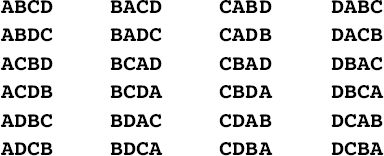 ABCD BACD CABD DABC
ABDC BADC CADB DACB
ACBD BCAD CBAD DBAC
ACDB BCDA CBDA DBCA
ADBC BDAC CDAB DCAB
ADCB BDCA CDBA DCBA